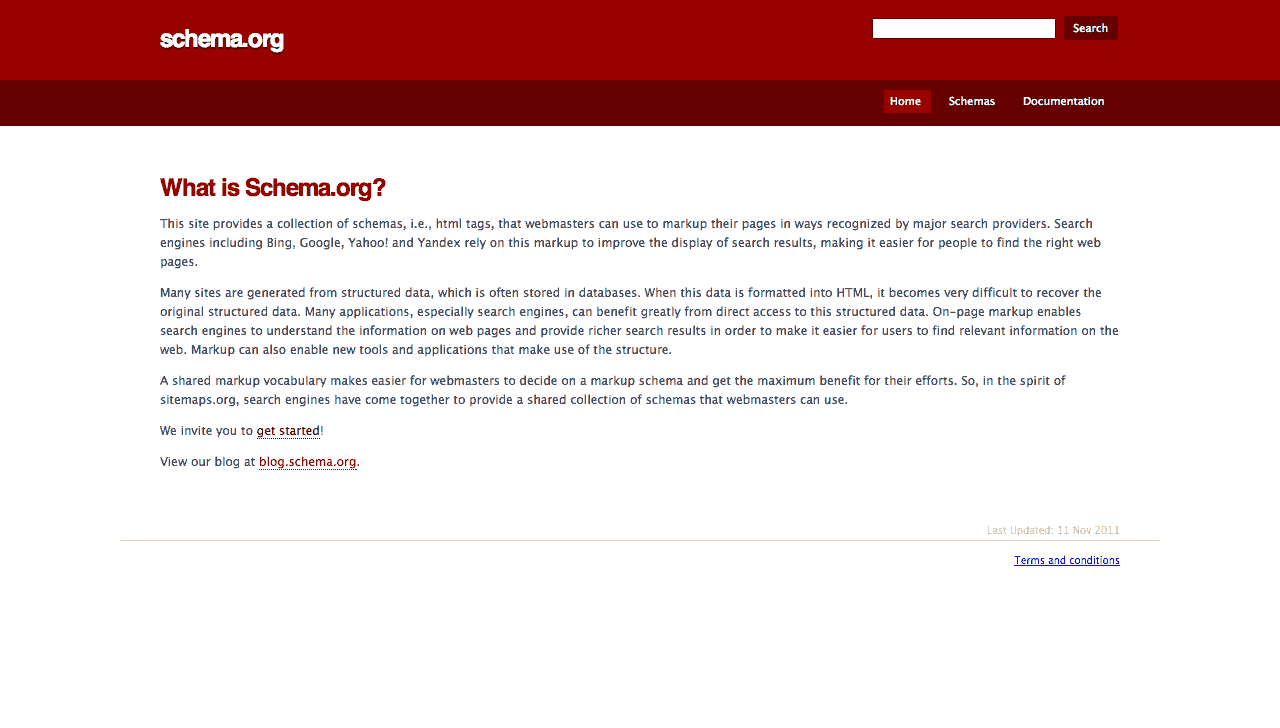 schema.org
Search
Home Schemas Documentation
What is Schema.org?
This site provides a collection of schemas, i.e., html tags, that webmasters can use to markup their pages in ways recognized by major search providers. Search
engines including Bing, Google, Yahoo! and Yandex rely on this markup to improve the display of search results, making it easier for people to find the right web
pages.
Many sites are generated from structured data, which is often stored in databases. When this data is formatted into HTML, it becomes very difficult to recover the
original structured data. Many applications, especially search engines, can benefit greatly from direct access to this structured data. On-page markup enables
search engines to understand the information on web pages and provide richer search results in order to make it easier for users to find relevant information on the
web. Markup can also enable new tools and applications that make use of the structure.
A shared markup vocabulary makes easier for webmasters to decide on a markup schema and get the maximum benefit for their efforts. So, in the spirit of
sitemaps.org, search engines have come together to provide a shared collection of schemas that webmasters can use.
We invite you to get started!
View our blog at blog.schema.org.
Last Updated: 11 Nov 2011
Terms and conditions